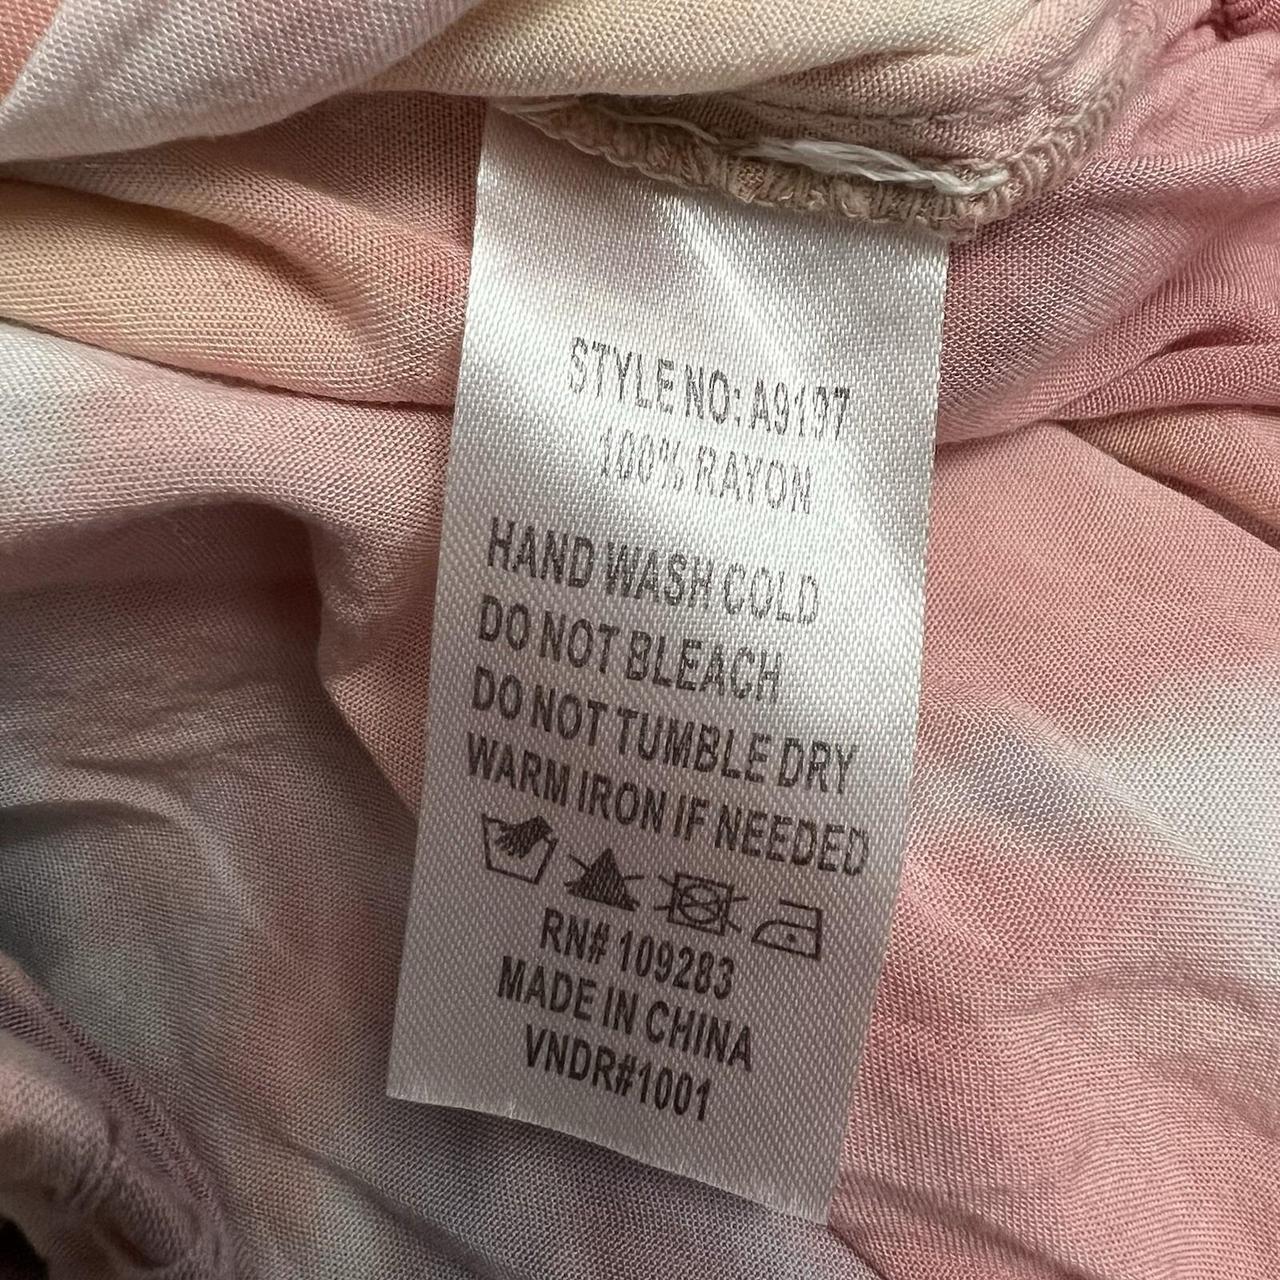 STYLE NO: A9197
100% RAYON
HAND WASH COLD
DO NOT BLEACH
DO NOT TUMBLE DRY
WARM IRON IF NEEDED
RN# 109283
MADE IN CHINA
VNDR#1001